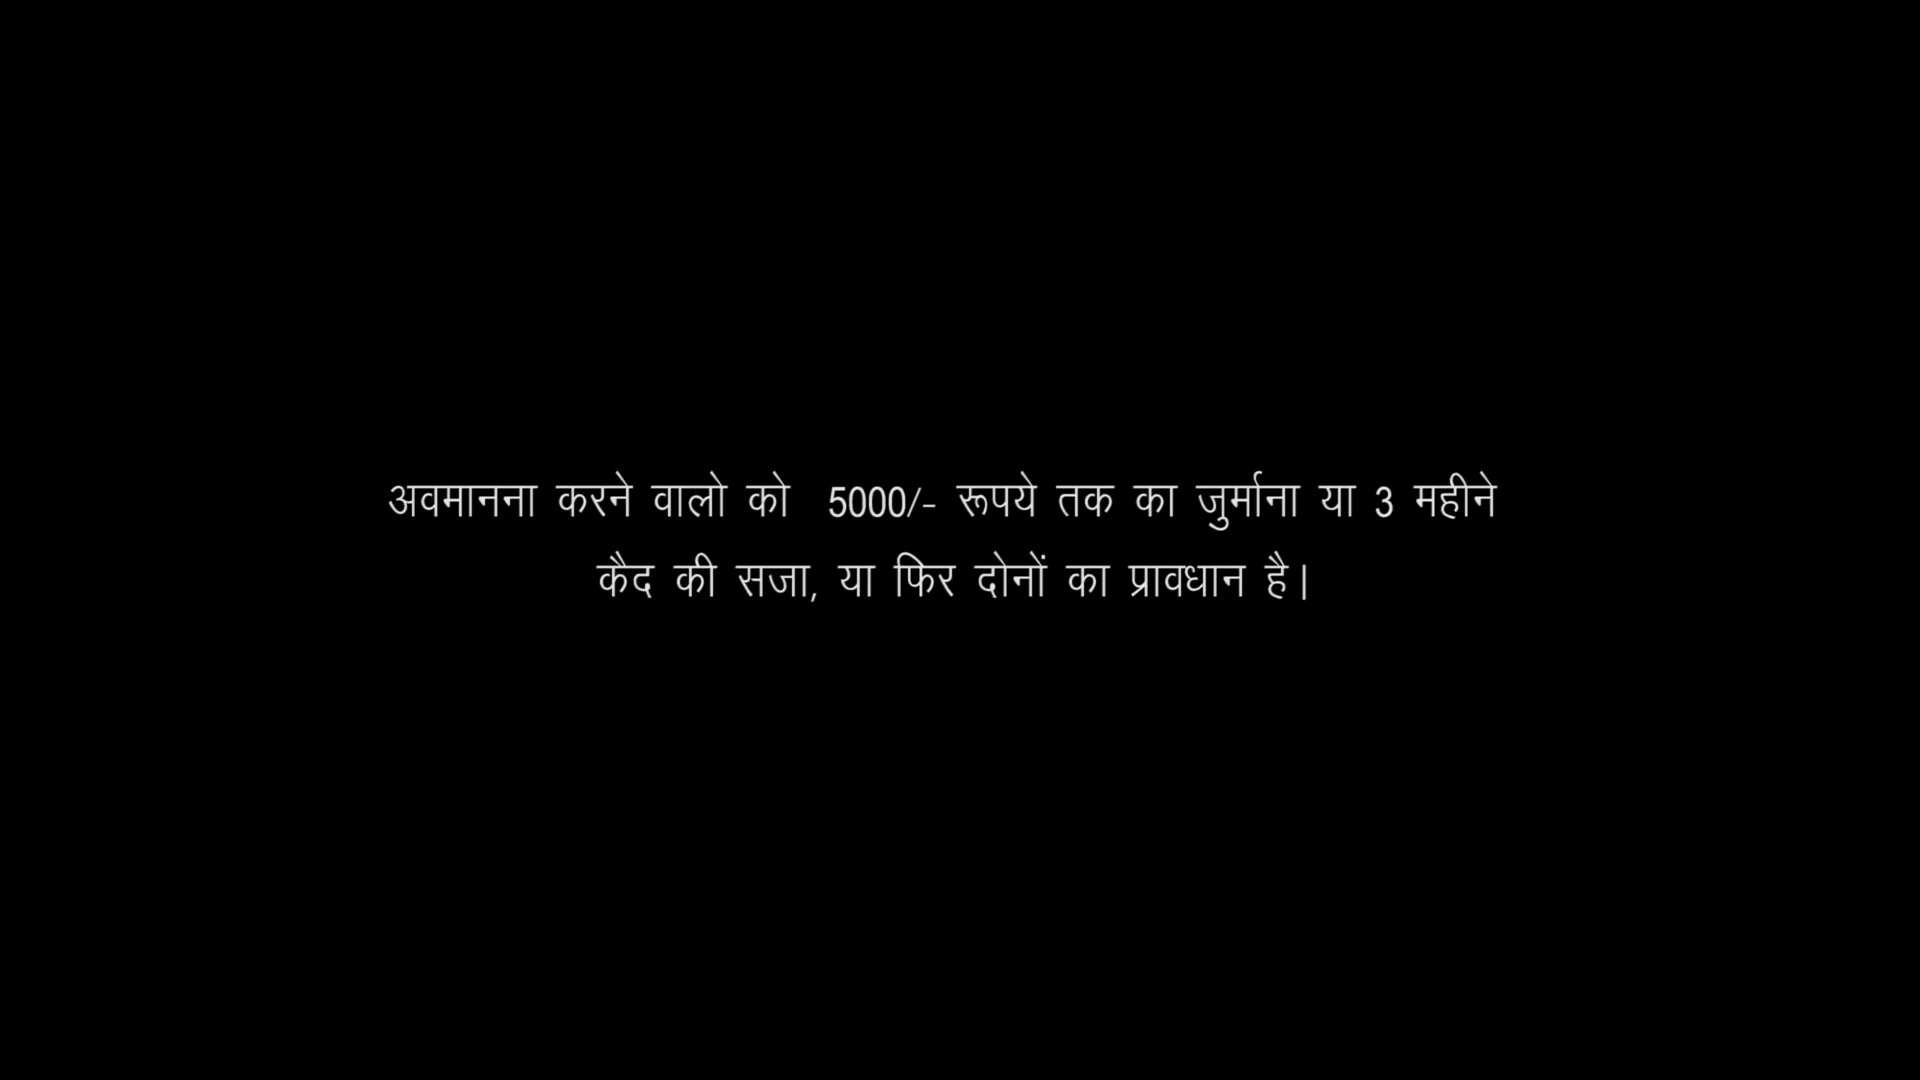 अवमानना करने वालो को 5000/- रूपये तक का जुर्माना या 3 महीने
कैद की सजा, या फिर दोनों का प्रावधान है|